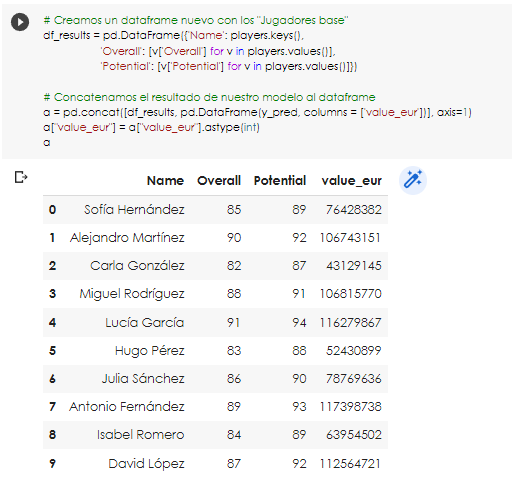 # Creamos un dataframe nuevo con los "Jugadores base"
df_results = pd.DataFrame({'Name': players.keys(),
'Overall': [v['Overall'] for v in players.values()],
'Potential': [v['Potential'] for v in players.values()]})
# Concatenamos el resultado de nuestro modelo al dataframe
a = pd.concat([df_results, pd.DataFrame(y_pred, columns = ['value_eur'])], axis=1)
a["value_eur"] = a["value_eur"].astype(int)
a
Name Overall Potential value_eur
0 Sofía Hernández 85 89 76428382
1 Alejandro Martínez 90 92 106743151
2 Carla González 82 87 43129145
3 Miguel Rodríguez 88 91 106815770
4 Lucía García 91 94 116279867
5 Hugo Pérez 83 88 52430899
6 Julia Sánchez 86 90 78769636
7 Antonio Fernández 89 93 117398738
8 Isabel Romero 84 89 63954502
9 David López 87 92 112564721